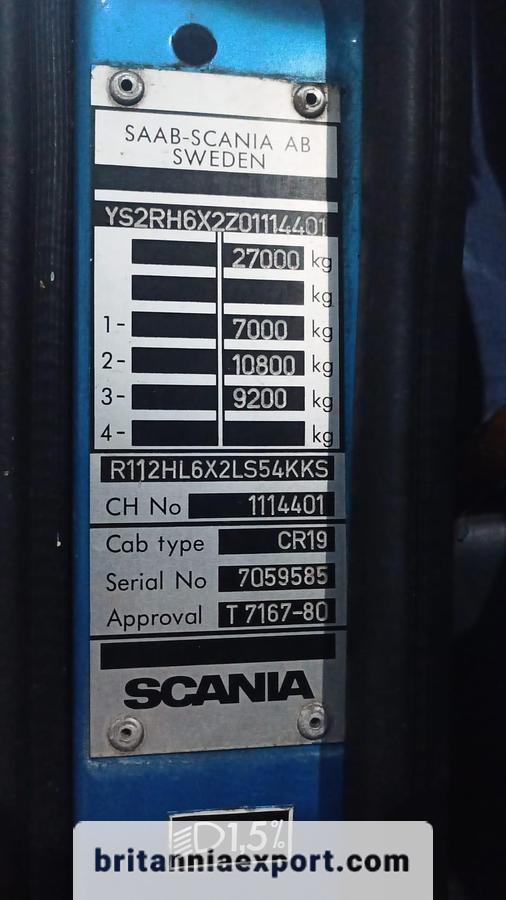 SAAB-SCANIA AB
SWEDEN
YS2RH6X2Z01114401
27000 kg
kg
1- 7000 kg
2- 10800 kg
3- 9200 kg
4- kg
R112HL6X2LS54KKS
CH No 1114401
Cab type CR19
Serial No 7059585
Approval T 7167-80
SCANIA
D 1,5%
britanniaexport.com